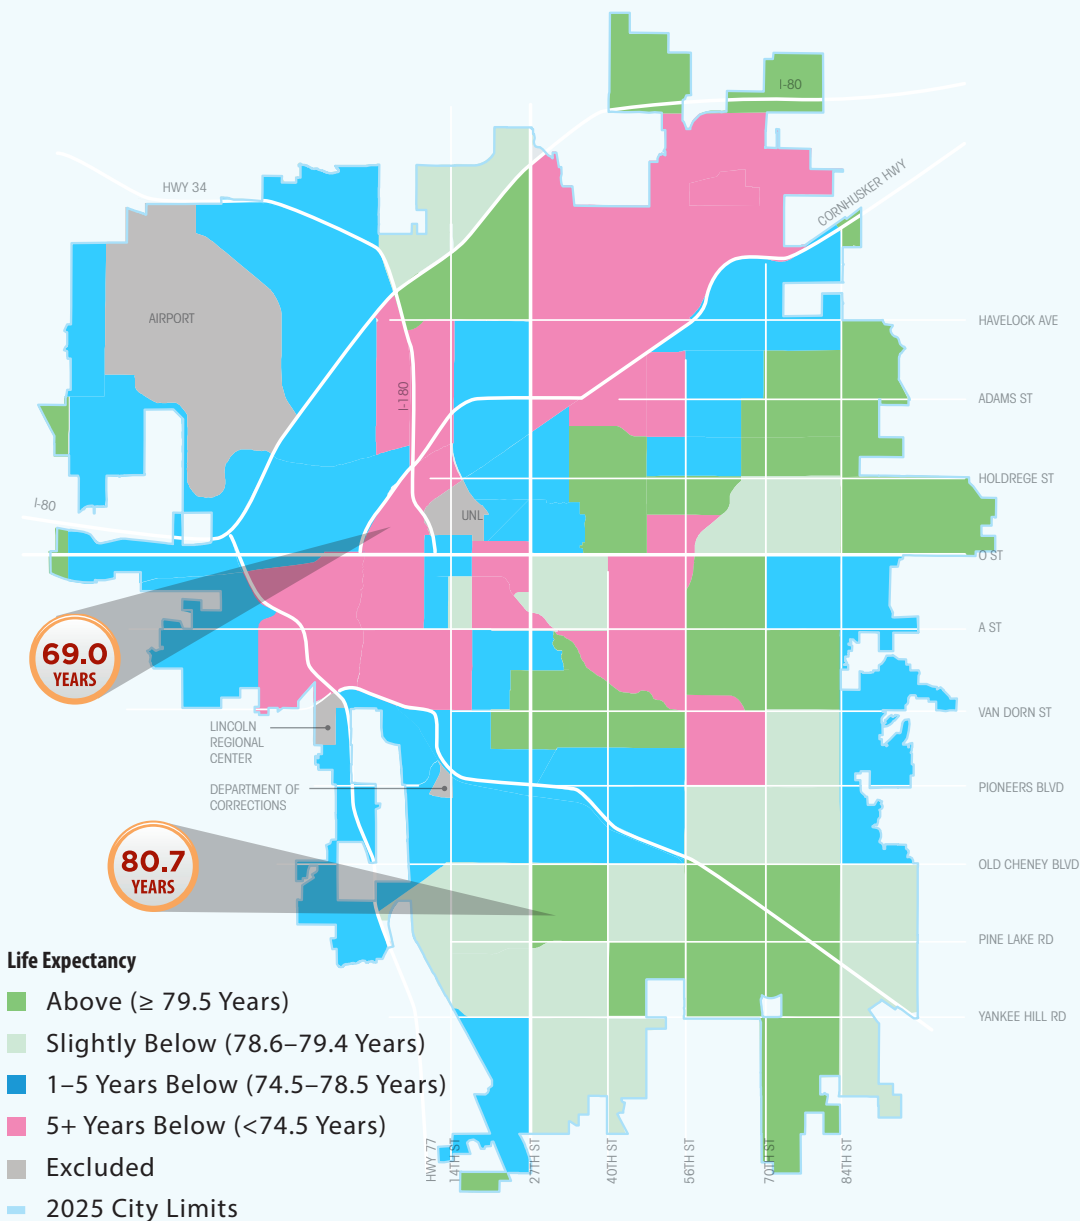 I-80
HWY 34
CORNHUSKER HWY
AIRPORT
HAVELOCK AVE
I-180
ADAMS ST
HOLDREGE ST
I-80
UNL
O ST
A ST
69.0
YEARS
VAN DORN ST
LINCOLN
REGIONAL
CENTER
DEPARTMENT OF
CORRECTIONS
PIONEERS BLVD
80.7
YEARS
OLD CHENEY BLVD
PINE LAKE RD
YANKEE HILL RD
Life Expectancy
Above (≥ 79.5 Years)
Slightly Below (78.6–79.4 Years)
1–5 Years Below (74.5–78.5 Years)
5+ Years Below (<74.5 Years)
Excluded
2025 City Limits
HWY 77
14TH ST
27TH ST
40TH ST
56TH ST
70TH ST
84TH ST